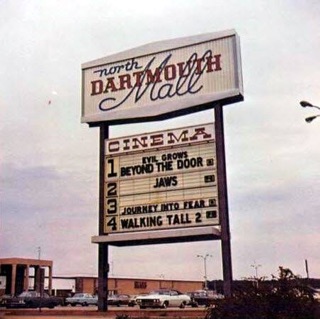 north
DARTMOUTH
Mall
CINEMA
1 EVIL GROWS
BEYOND THE DOOR R
2 JAWS
3 JOURNEY INTO FEAR
4 WALKING TALL 2